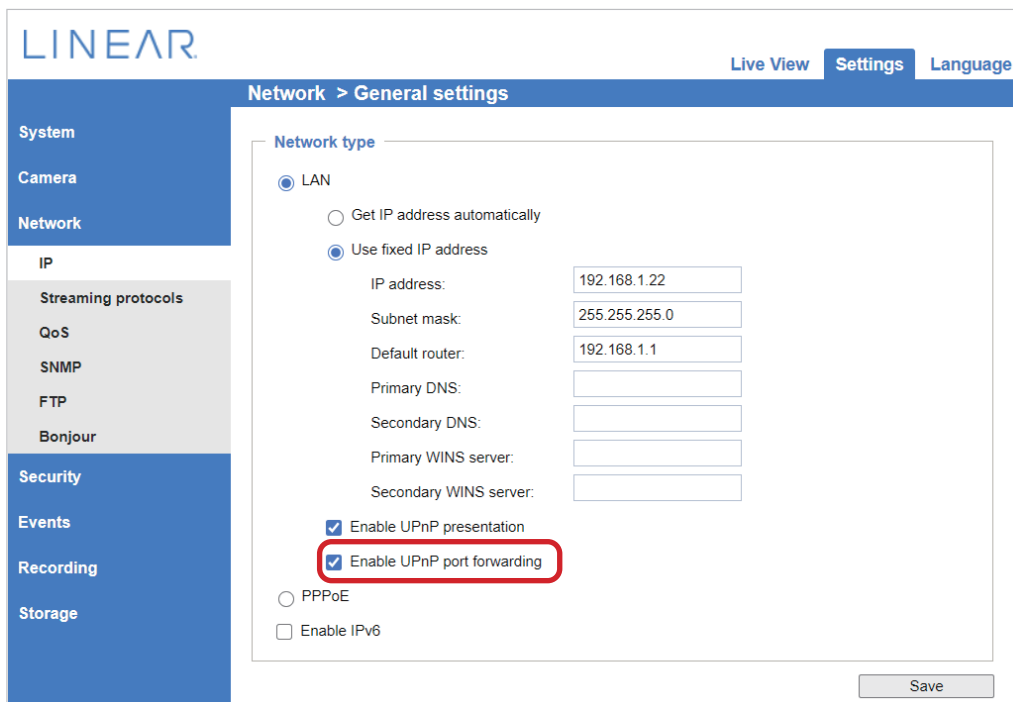 LINEAR
Live View Settings Language
Network > General settings
System
Camera
Network
IP
Streaming protocols
QoS
SNMP
FTP
Bonjour
Security
Events
Recording
Storage
Network type
LAN
Get IP address automatically
Use fixed IP address
IP address: 192.168.1.22
Subnet mask: 255.255.255.0
Default router: 192.168.1.1
Primary DNS:
Secondary DNS:
Primary WINS server:
Secondary WINS server:
Enable UPnP presentation
Enable UPnP port forwarding
PPPoE
Enable IPv6
Save